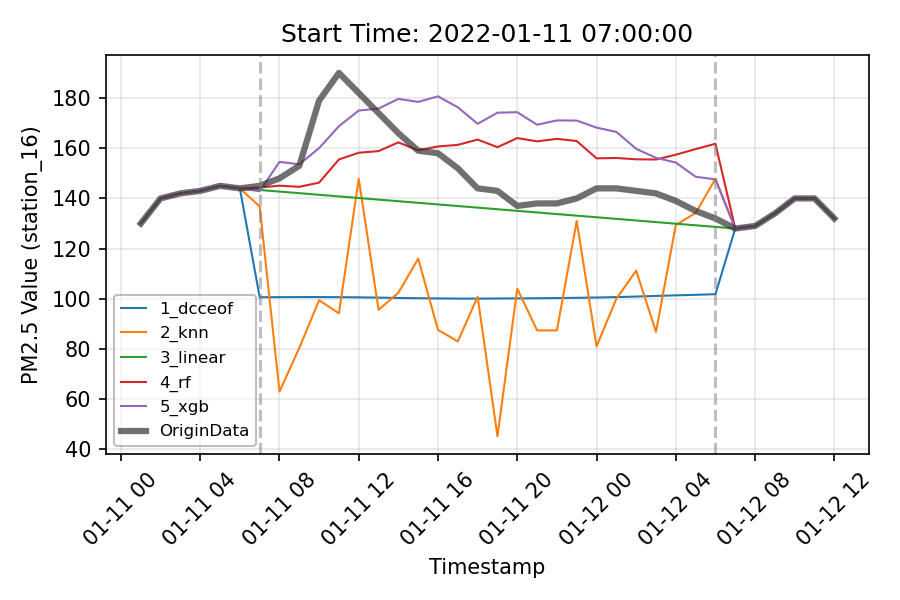 Start Time: 2022-01-11 07:00:00
PM2.5 Value (station_16)
180
160
140
120
100
80
60
40
1_dcceof
2_knn
3_linear
4_rf
5_xgb
OriginData
01-11 00
01-11 04
01-11 08
01-11 12
01-11 16
01-11 20
01-12 00
01-12 04
01-12 08
01-12 12
Timestamp